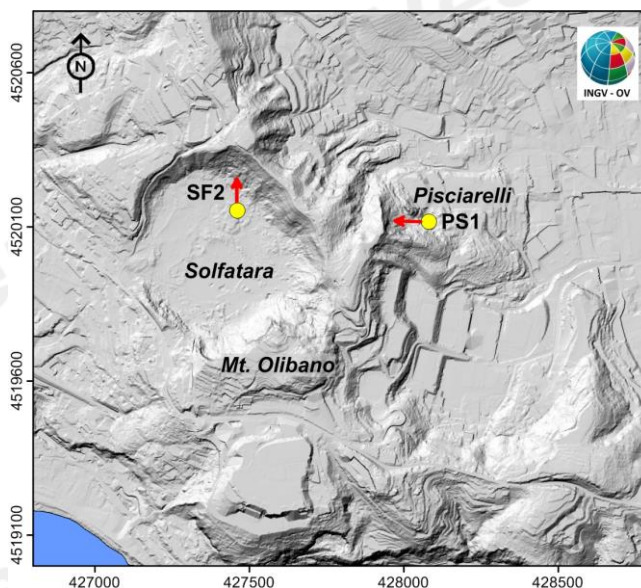 4520600
4520100
4519600
4519100
N
INGV - OV
SF2
Pisciarelli
PS1
Solfatara
Mt. Olibano
427000
427500
428000
428500